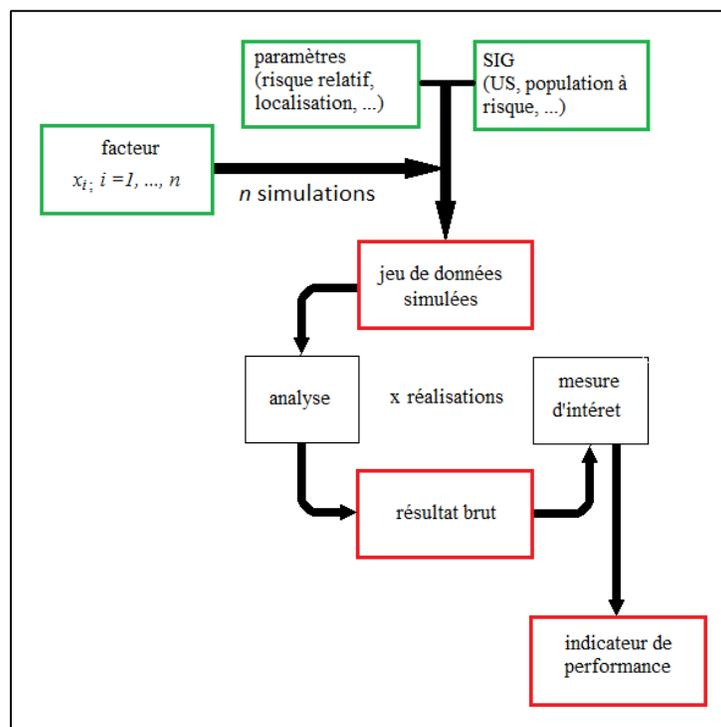 paramètres
(risque relatif,
localisation, ...)
SIG
(US, population à
risque, ...)
facteur
xi; i =1, ..., n
n simulations
jeu de données
simulées
analyse
x réalisations
mesure
d'intéret
résultat brut
indicateur de
performance